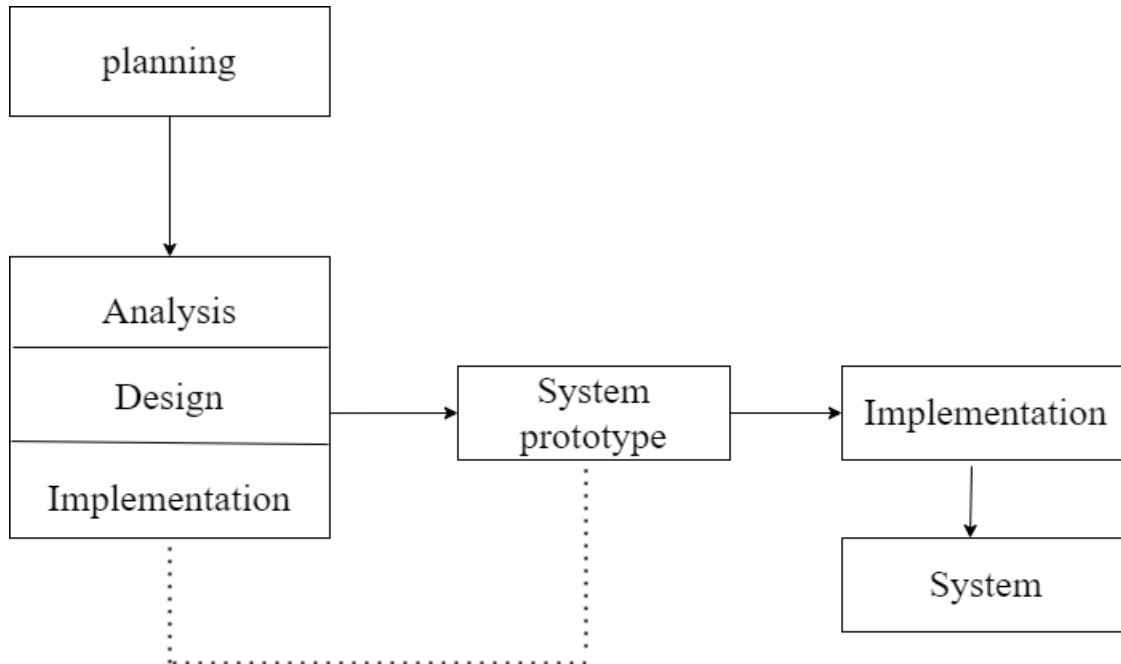 planning
Analysis
Design
Implementation
System
prototype
Implementation
System